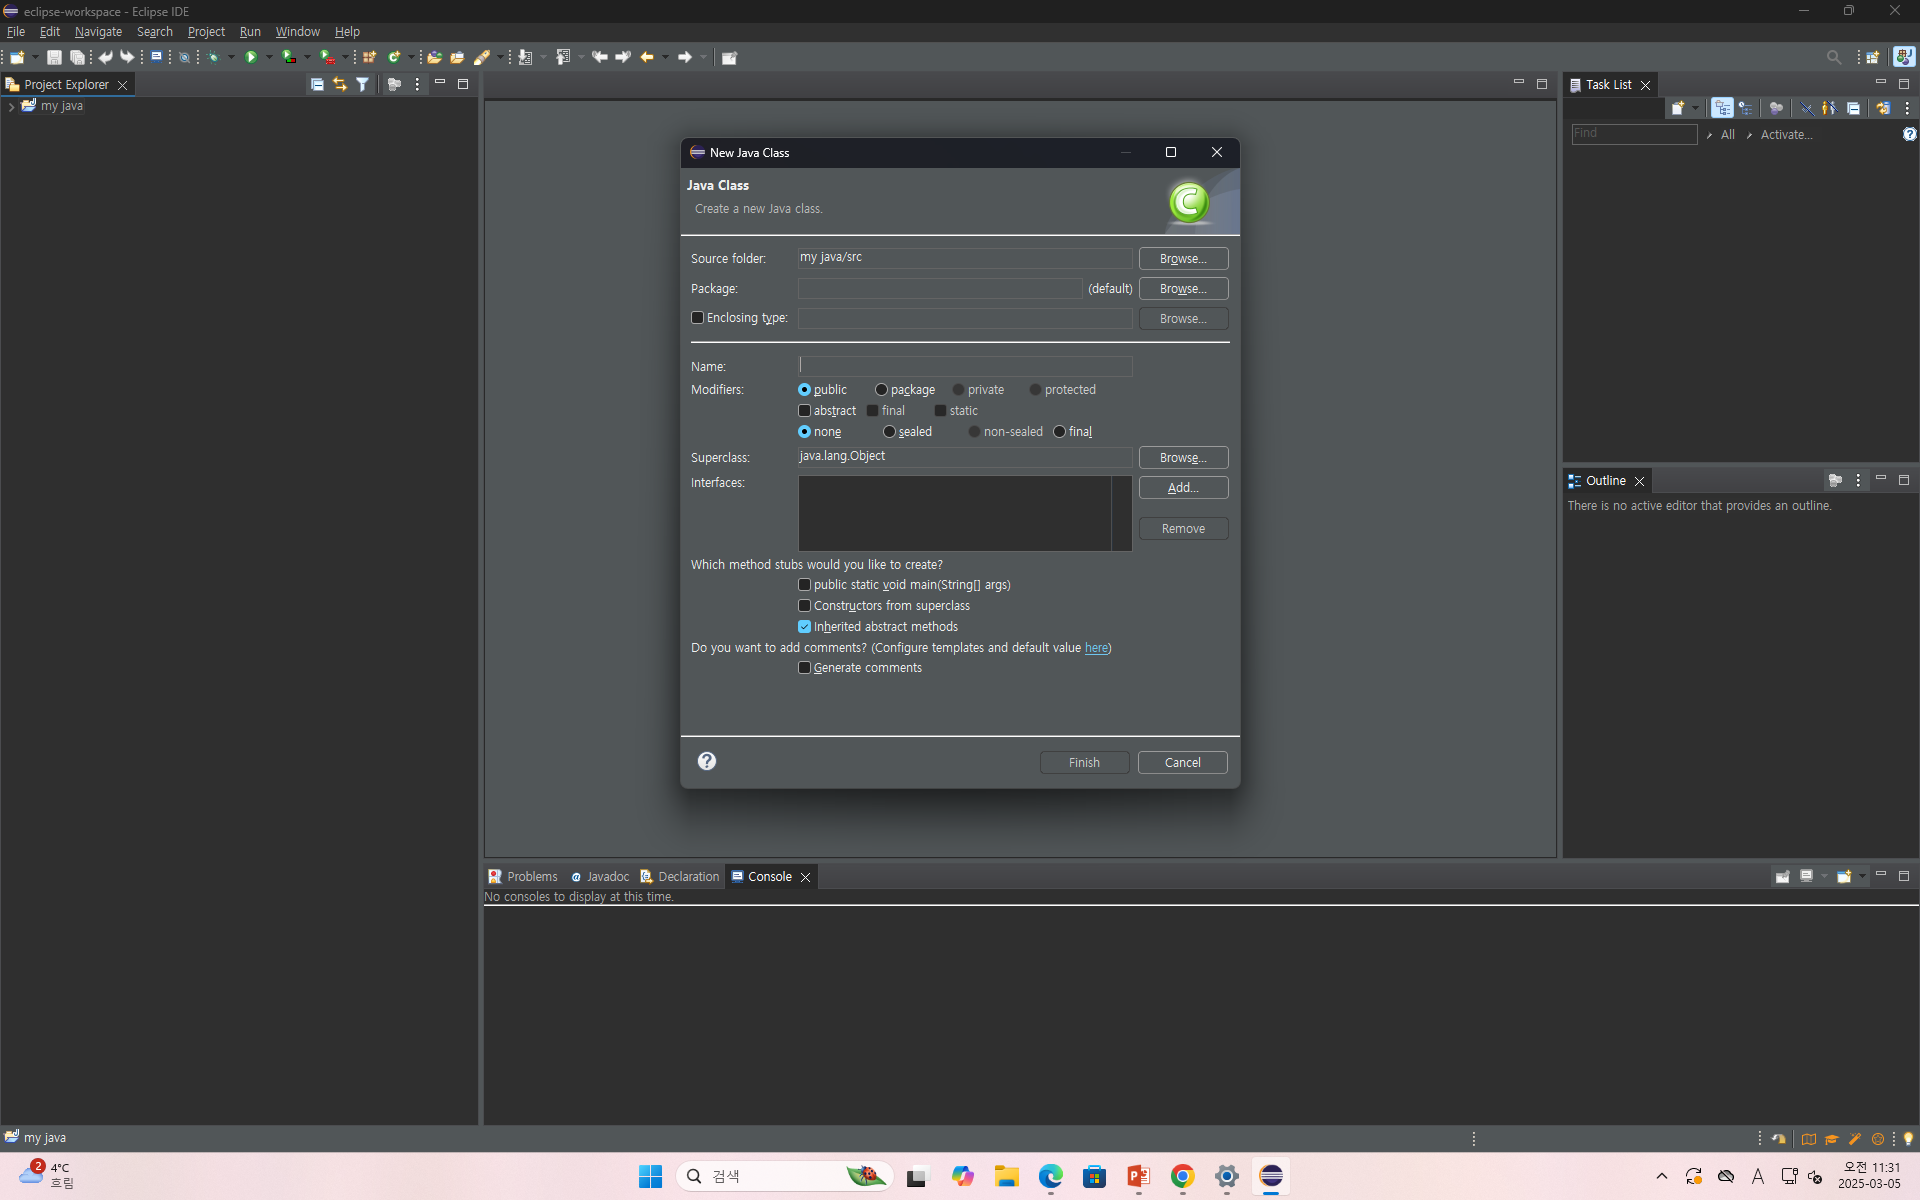 eclipse-workspace - Eclipse IDE
File Edit Navigate Search Project Run Window Help
Project Explorer
my java
Task List
Find
All
Activate...
New Java Class
Java Class
Create a new Java class.
Source folder: my java/src Browse...
Package: (default) Browse...
Enclosing type: Browse...
Name:
Modifiers: public package private protected
abstract final static
none sealed non-sealed final
Superclass: java.lang.Object Browse...
Interfaces: Add...
Remove
Which method stubs would you like to create?
public static void main(String[] args)
Constructors from superclass
Inherited abstract methods
Do you want to add comments? (Configure templates and default value here)
Generate comments
Finish Cancel
Outline
There is no active editor that provides an outline.
Problems Javadoc Declaration Console
No consoles to display at this time.
my java
2
4°C
흐림
검색
A
오전 11:31
2025-03-05